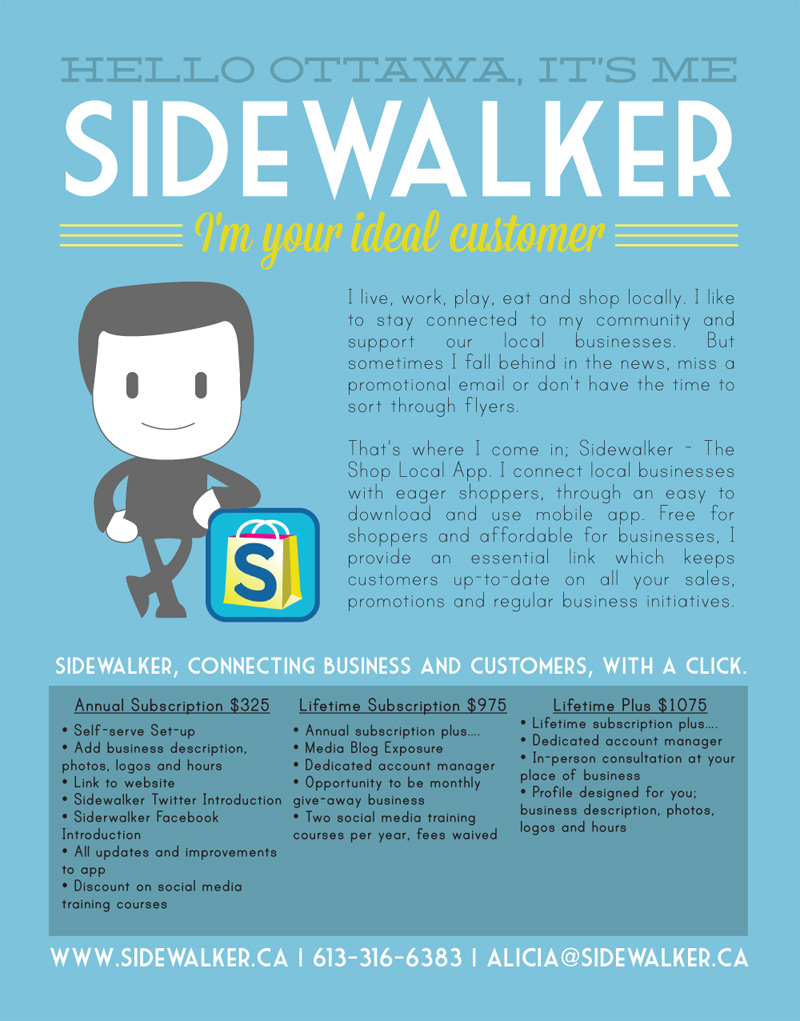 HELLO OTTAWA, IT'S ME
SIDEWALKER
I'm your ideal customer
I live, work, play, eat and shop locally. I like
to stay connected to my community and
support our local businesses. But
sometimes I fall behind in the news, miss a
promotional email or don't have the time to
sort through flyers.
That's where I come in; Sidewalker - The
Shop Local App. I connect local businesses
with eager shoppers, through an easy to
download and use mobile app. Free for
shoppers and affordable for businesses, I
provide an essential link which keeps
customers up-to-date on all your sales,
promotions and regular business initiatives.
S
SIDEWALKER, CONNECTING BUSINESS AND CUSTOMERS, WITH A CLICK.
Annual Subscription $325
• Self-serve Set-up
• Add business description,
photos, logos and hours
• Link to website
• Sidewalker Twitter Introduction
• Siderwalker Facebook
Introduction
• All updates and improvements
to app
• Discount on social media
training courses
Lifetime Subscription $975
• Annual subscription plus....
• Media Blog Exposure
• Dedicated account manager
• Opportunity to be monthly
give-away business
• Two social media training
courses per year, fees waived
Lifetime Plus $1075
• Lifetime subscription plus....
• Dedicated account manager
• In-person consultation at your
place of business
• Profile designed for you;
business description, photos,
logos and hours
WWW.SIDEWALKER.CA | 613-316-6383 | ALICIA@SIDEWALKER.CA